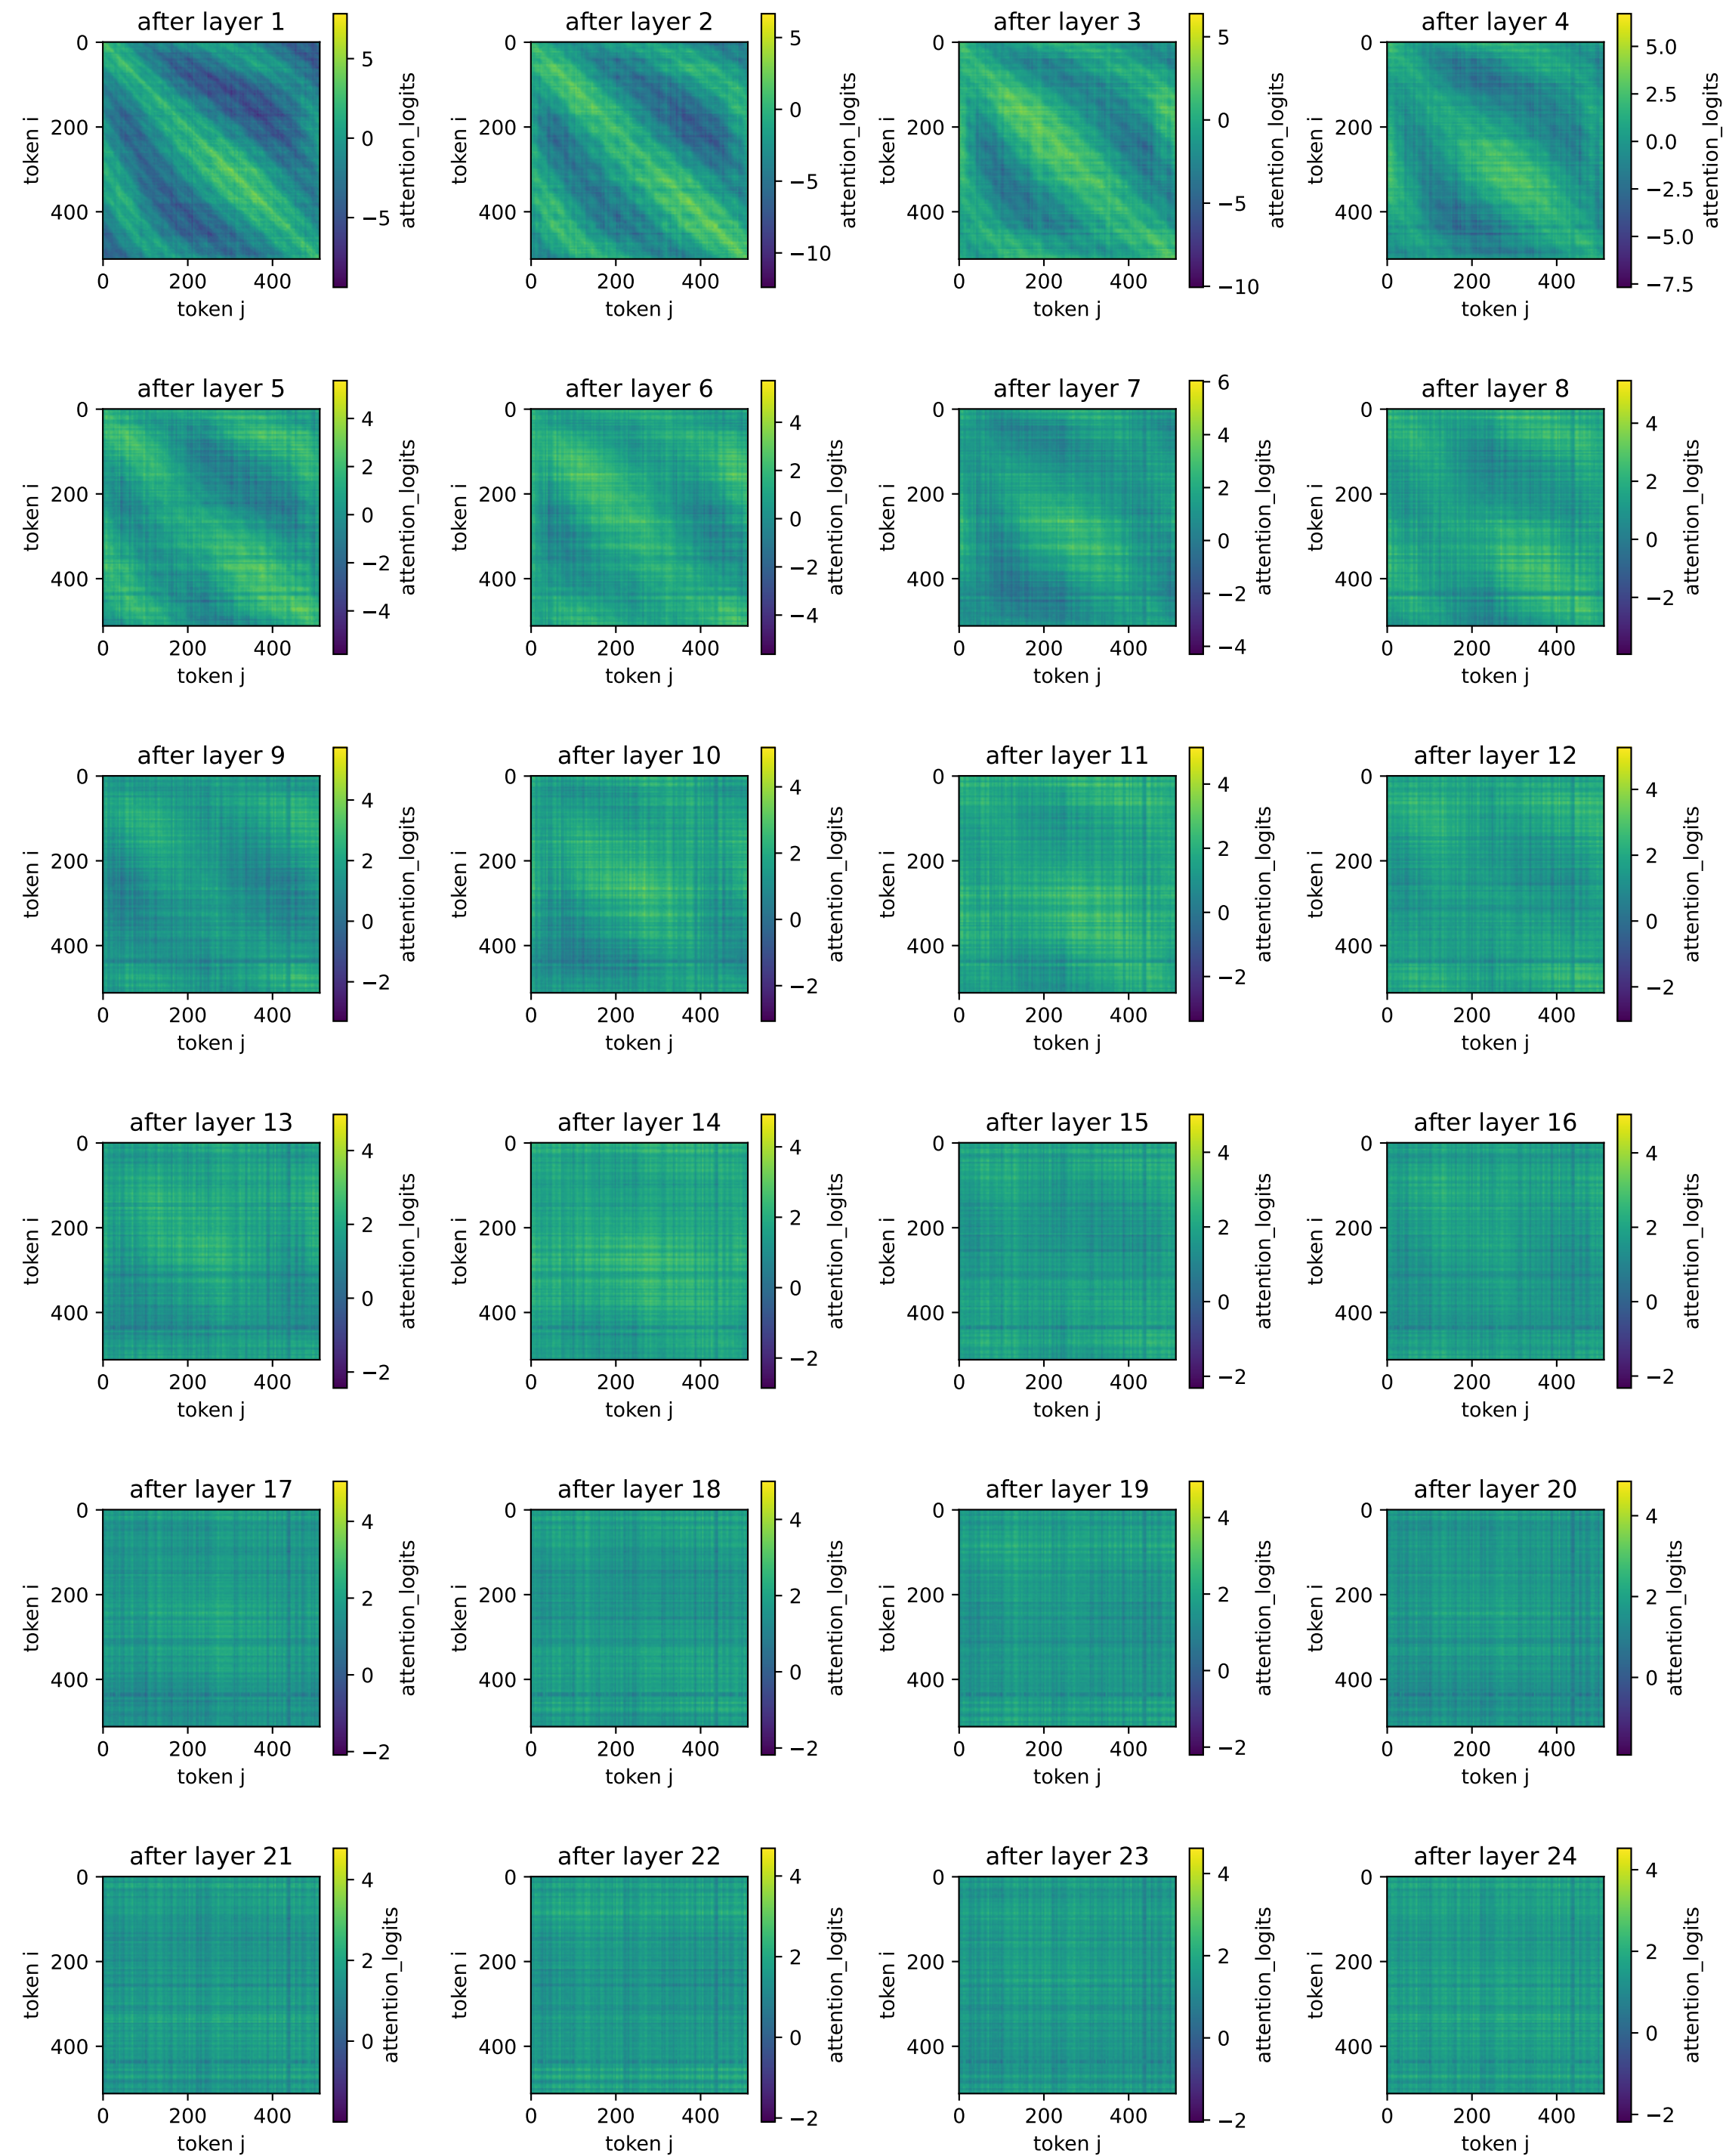 after layer 1
0
200
400
token i
0 200 400
token j
5
0
−5
attention_logits
after layer 2
0
200
400
token i
0 200 400
token j
5
0
−5
−10
attention_logits
after layer 3
0
200
400
token i
0 200 400
token j
5
0
−5
−10
attention_logits
after layer 4
0
200
400
token i
0 200 400
token j
5.0
2.5
0.0
−2.5
−5.0
−7.5
attention_logits
after layer 5
0
200
400
token i
0 200 400
token j
4
2
0
−2
−4
attention_logits
after layer 6
0
200
400
token i
0 200 400
token j
4
2
0
−2
−4
attention_logits
after layer 7
0
200
400
token i
0 200 400
token j
6
4
2
0
−2
−4
attention_logits
after layer 8
0
200
400
token i
0 200 400
token j
4
2
0
−2
attention_logits
after layer 9
0
200
400
token i
0 200 400
token j
4
2
0
−2
attention_logits
after layer 10
0
200
400
token i
0 200 400
token j
4
2
0
−2
attention_logits
after layer 11
0
200
400
token i
0 200 400
token j
4
2
0
−2
attention_logits
after layer 12
0
200
400
token i
0 200 400
token j
4
2
0
−2
attention_logits
after layer 13
0
200
400
token i
0 200 400
token j
4
2
0
−2
attention_logits
after layer 14
0
200
400
token i
0 200 400
token j
4
2
0
−2
attention_logits
after layer 15
0
200
400
token i
0 200 400
token j
4
2
0
−2
attention_logits
after layer 16
0
200
400
token i
0 200 400
token j
4
2
0
−2
attention_logits
after layer 17
0
200
400
token i
0 200 400
token j
4
2
0
−2
attention_logits
after layer 18
0
200
400
token i
0 200 400
token j
4
2
0
−2
attention_logits
after layer 19
0
200
400
token i
0 200 400
token j
4
2
0
−2
attention_logits
after layer 20
0
200
400
token i
0 200 400
token j
4
2
0
attention_logits
after layer 21
0
200
400
token i
0 200 400
token j
4
2
0
attention_logits
after layer 22
0
200
400
token i
0 200 400
token j
4
2
0
−2
attention_logits
after layer 23
0
200
400
token i
0 200 400
token j
4
2
0
−2
attention_logits
after layer 24
0
200
400
token i
0 200 400
token j
4
2
0
−2
attention_logits